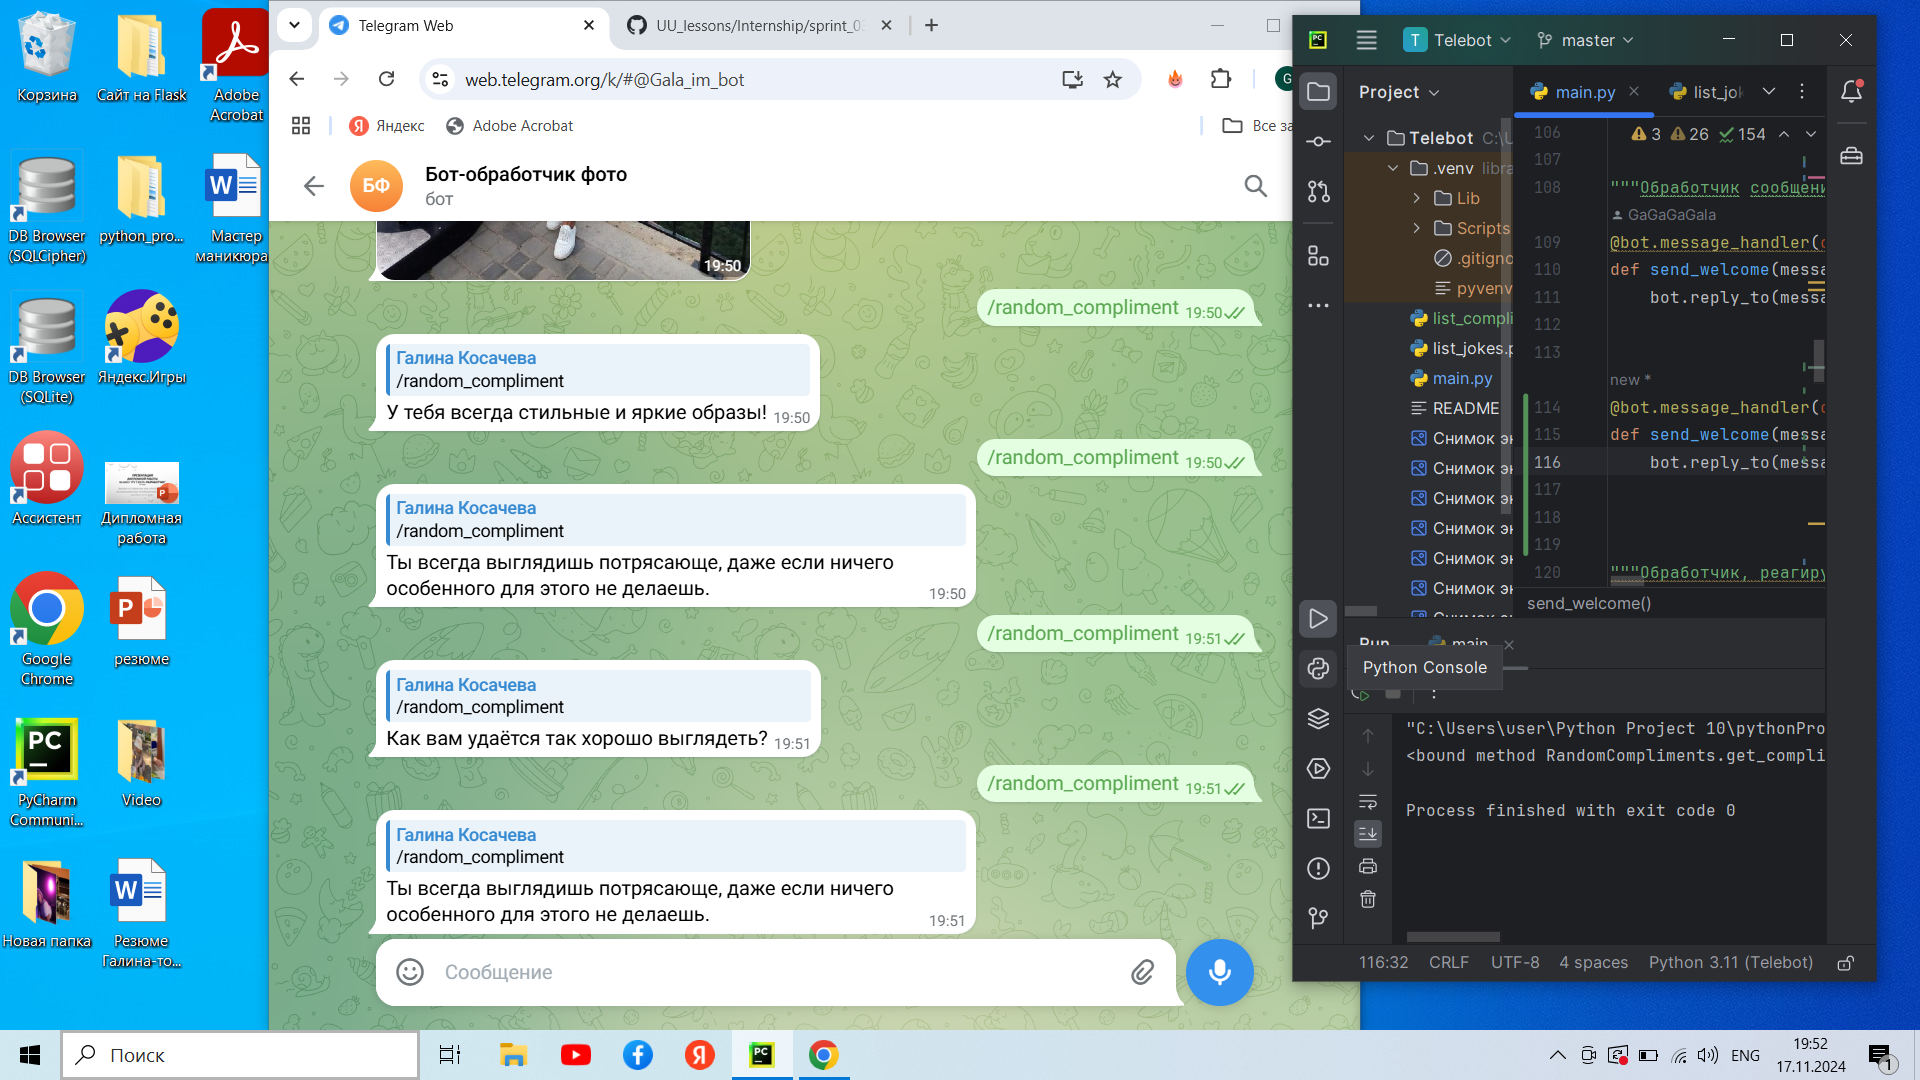 Корзина
Сайт на Flask
Adobe Acrobat
DB Browser (SQLCipher)
python_pro...
Мастер маникюра
DB Browser (SQLite)
Яндекс.Игры
Ассистент
Дипломная работа
Google Chrome
резюме
PyCharm Communi...
Video
Новая папка
Резюме Галина-то...
Telegram Web
UU_lessons/Internship/sprint_03
web.telegram.org/k/#@Gala_im_bot
G
Яндекс
Adobe Acrobat
Все за
БФ
Бот-обработчик фото
бот
19:50
/random_compliment 19:50
Галина Косачева
/random_compliment
У тебя всегда стильные и яркие образы! 19:50
/random_compliment 19:50
Галина Косачева
/random_compliment
Ты всегда выглядишь потрясающе, даже если ничего
особенного для этого не делаешь. 19:50
/random_compliment 19:51
Галина Косачева
/random_compliment
Как вам удаётся так хорошо выглядеть? 19:51
/random_compliment 19:51
Галина Косачева
/random_compliment
Ты всегда выглядишь потрясающе, даже если ничего
особенного для этого не делаешь. 19:51
Сообщение
T Telebot
master
Project
main.py
list_jok
Telebot C:\U
.venv libra
Lib
Scripts
.gitigno
pyvenv
list_compli
list_jokes.p
main.py
README
Снимок эк
Снимок эк
Снимок эк
Снимок эк
Снимок эк
Снимок эк
3 26 154
106
107
108 """Обработчик сообщени
GaGaGaGala
109 @bot.message_handler(
110 def send_welcome(messa
111 bot.reply_to(messa
112
113
new *
114 @bot.message_handler(
115 def send_welcome(messa
116 bot.reply_to(messa
117
118
119
120 """Обработчик, реагиру
send_welcome()
Run
main
Python Console
"C:\Users\user\Python Project 10\pythonPro
<bound method RandomCompliments.get_compli
Process finished with exit code 0
116:32 CRLF UTF-8 4 spaces Python 3.11 (Telebot)
Поиск
ENG
19:52
17.11.2024
1